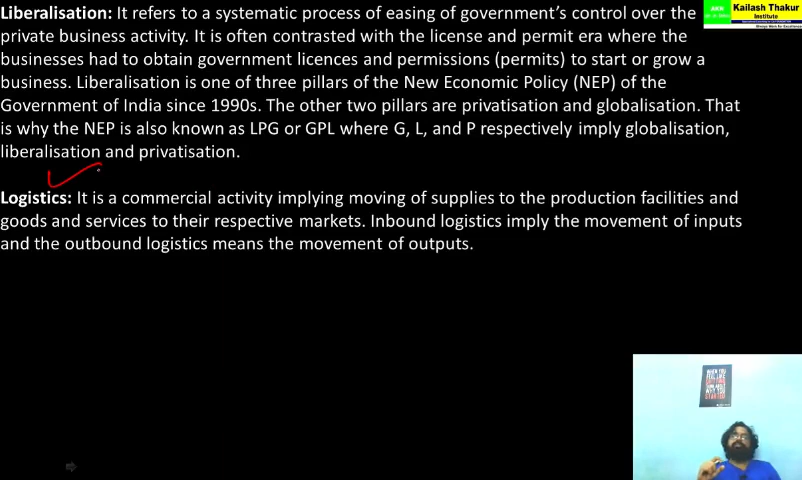 Liberalisation: It refers to a systematic process of easing of government's control over the
private business activity. It is often contrasted with the license and permit era where the
businesses had to obtain government licences and permissions (permits) to start or grow a
business. Liberalisation is one of three pillars of the New Economic Policy (NEP) of the
Government of India since 1990s. The other two pillars are privatisation and globalisation. That
is why the NEP is also known as LPG or GPL where G, L, and P respectively imply globalisation,
liberalisation and privatisation.
Logistics: It is a commercial activity implying moving of supplies to the production facilities and
goods and services to their respective markets. Inbound logistics imply the movement of inputs
and the outbound logistics means the movement of outputs.
Kailash Thakur
Institute